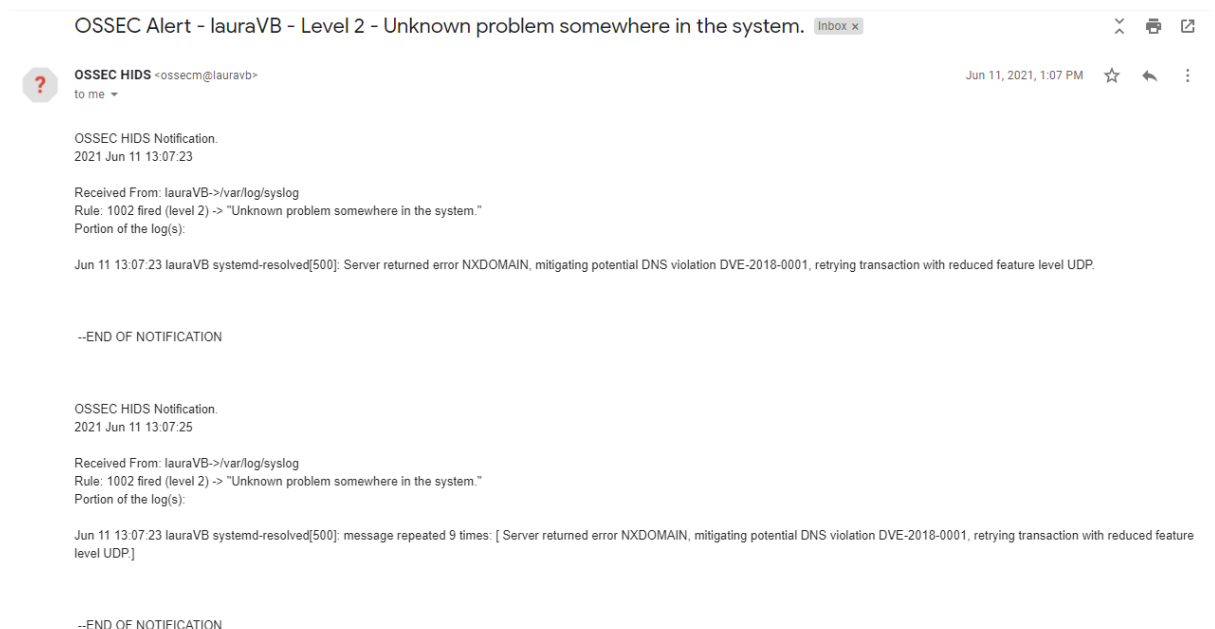 OSSEC Alert - lauraVB - Level 2 - Unknown problem somewhere in the system. Inbox x
?
OSSEC HIDS <ossecm@lauravb>
Jun 11, 2021, 1:07 PM
to me
OSSEC HIDS Notification.
2021 Jun 11 13:07:23
Received From: lauraVB->/var/log/syslog
Rule: 1002 fired (level 2) -> "Unknown problem somewhere in the system."
Portion of the log(s):
Jun 11 13:07:23 lauraVB systemd-resolved[500]: Server returned error NXDOMAIN, mitigating potential DNS violation DVE-2018-0001, retrying transaction with reduced feature level UDP.
--END OF NOTIFICATION
OSSEC HIDS Notification.
2021 Jun 11 13:07:25
Received From: lauraVB->/var/log/syslog
Rule: 1002 fired (level 2) -> "Unknown problem somewhere in the system."
Portion of the log(s):
Jun 11 13:07:23 lauraVB systemd-resolved[500]: message repeated 9 times: [ Server returned error NXDOMAIN, mitigating potential DNS violation DVE-2018-0001, retrying transaction with reduced feature
level UDP.]
--END OF NOTIFICATION